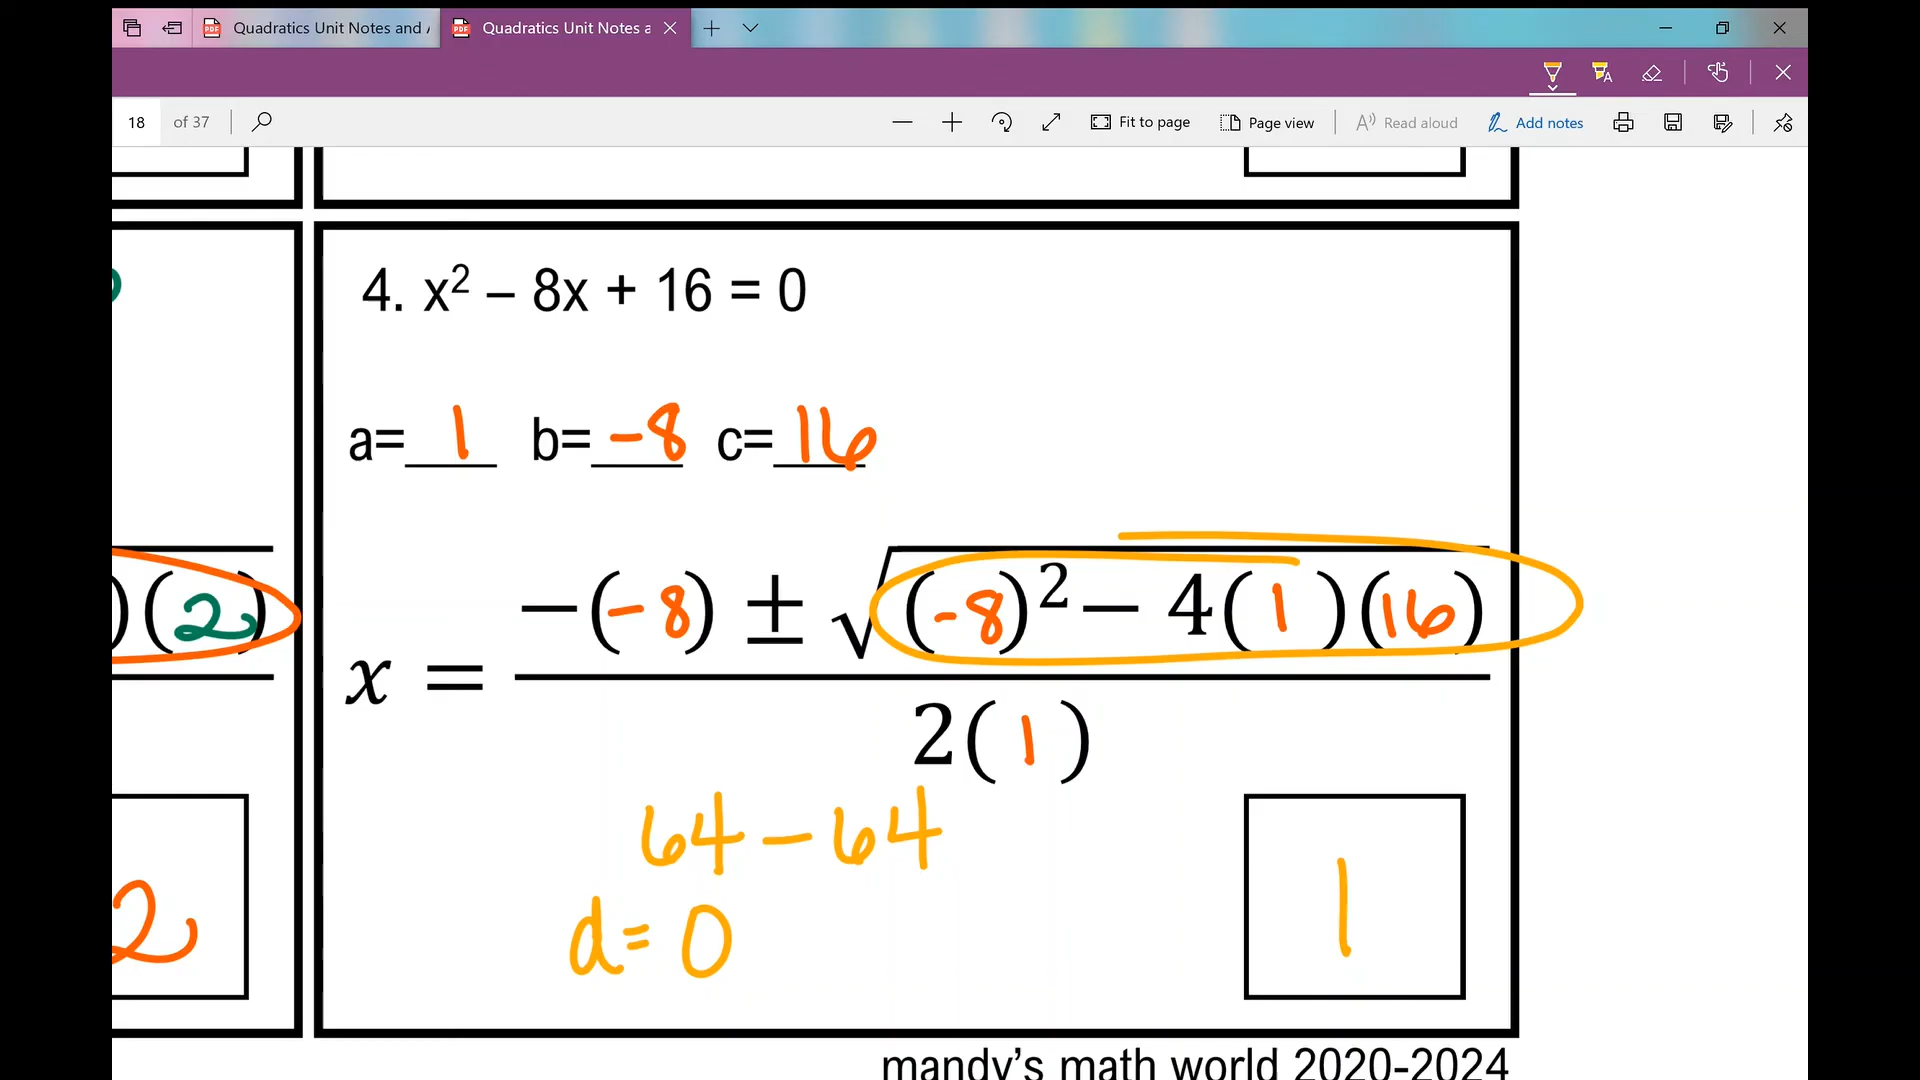 Quadratics Unit Notes and A
Quadratics Unit Notes a
18 of 37
Fit to page
Page view
Read aloud
Add notes
4. x² – 8x + 16 = 0
a= 1 b= -8 c= 16
x = −(-8) ± √(-8)² − 4(1)(16)
2(1)
)(2)
64 - 64
d = 0
1
2
mandy's math world 2020-2024